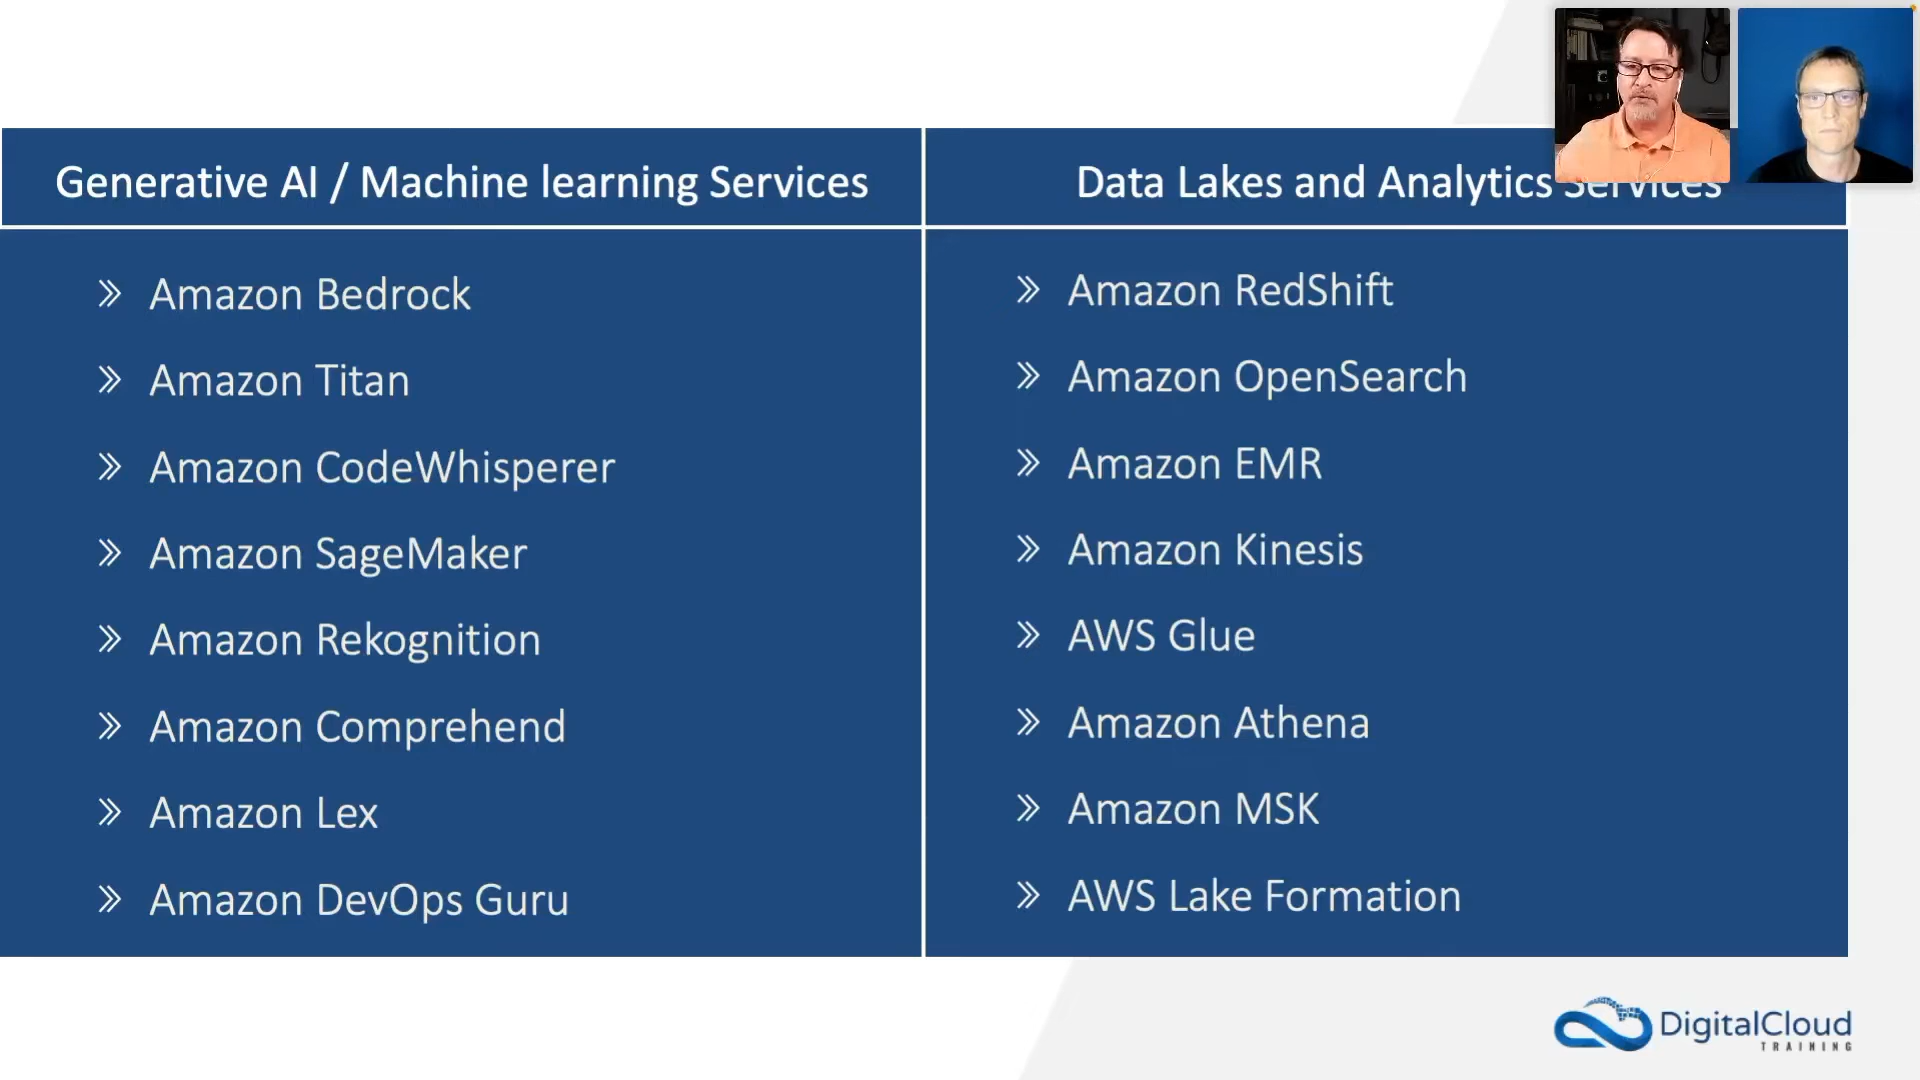 Generative AI / Machine learning Services
Amazon Bedrock
Amazon Titan
Amazon CodeWhisperer
Amazon SageMaker
Amazon Rekognition
Amazon Comprehend
Amazon Lex
Amazon DevOps Guru
Data Lakes and Analytics Services
Amazon RedShift
Amazon OpenSearch
Amazon EMR
Amazon Kinesis
AWS Glue
Amazon Athena
Amazon MSK
AWS Lake Formation
DigitalCloud
TRAINING